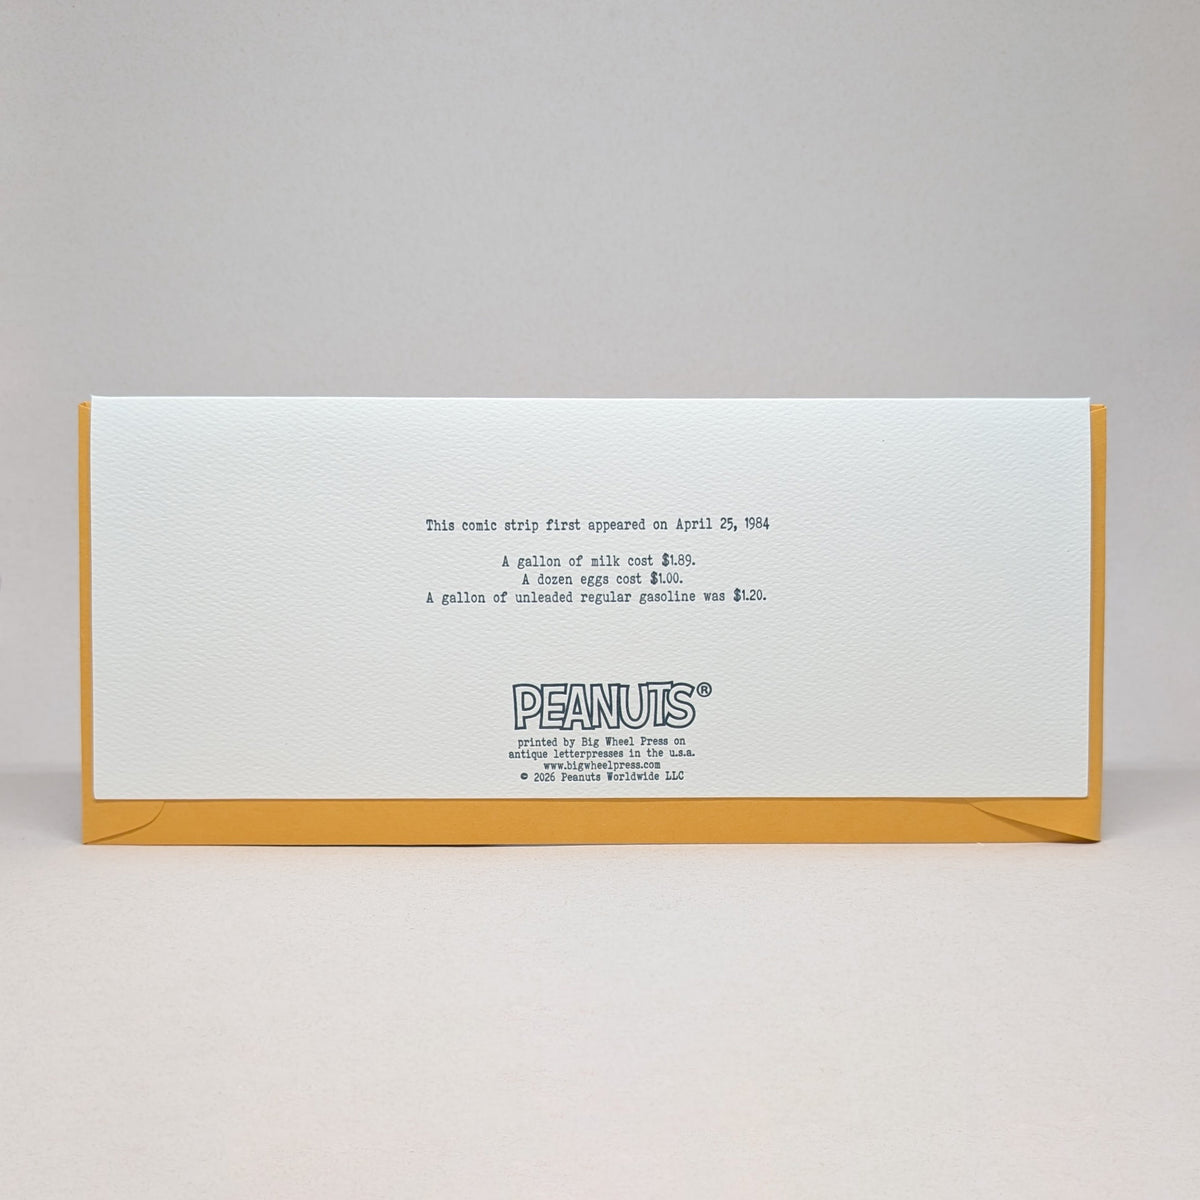 This comic strip first appeared on April 25, 1984
A gallon of milk cost $1.89.
A dozen eggs cost $1.00.
A gallon of unleaded regular gasoline was $1.20.
PEANUTS®
printed by Big Wheel Press on
antique letterpresses in the u.s.a.
www.bigwheelpress.com
© 2026 Peanuts Worldwide LLC